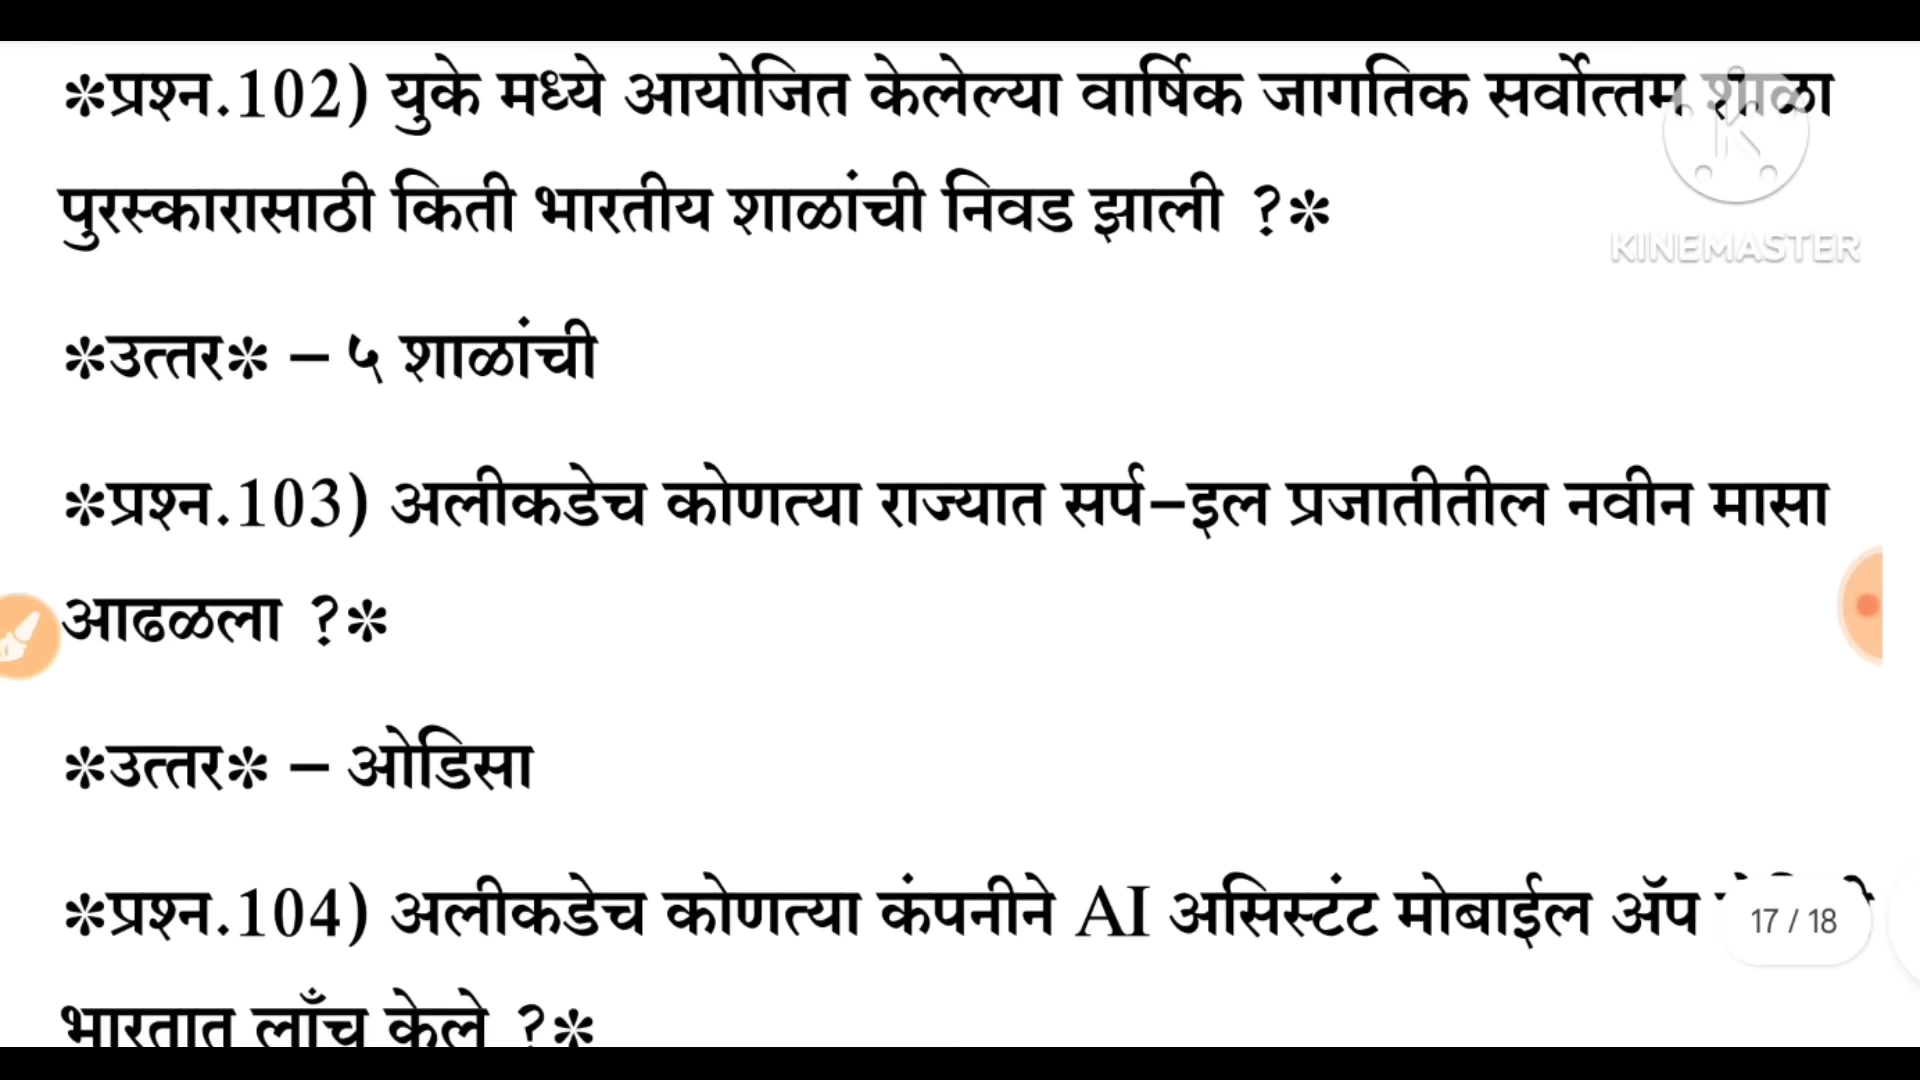 *प्रश्न.102) युके मध्ये आयोजित केलेल्या वार्षिक जागतिक सर्वोत्तम शाळा
पुरस्कारासाठी किती भारतीय शाळांची निवड झाली ?*
KINEMASTER
*उत्तर* – ५ शाळांची
*प्रश्न.103) अलीकडेच कोणत्या राज्यात सर्प–इल प्रजातीतील नवीन मासा
आढळला ?*
*उत्तर* – ओडिसा
*प्रश्न.104) अलीकडेच कोणत्या कंपनीने AI असिस्टंट मोबाईल ॲप
17 / 18
भारतात लाँच केले ?*